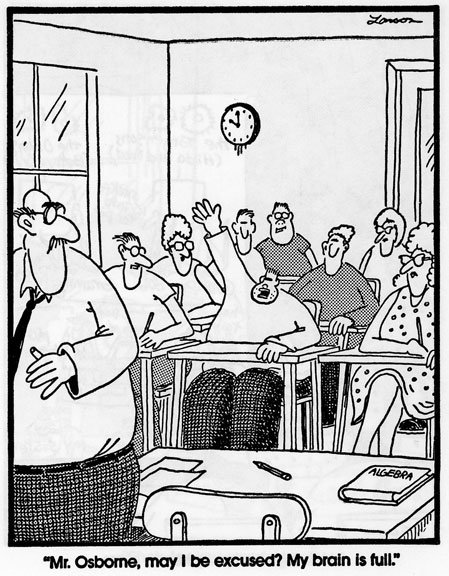 Larson
ALGEBRA
"Mr. Osborne, may I be excused? My brain is full."